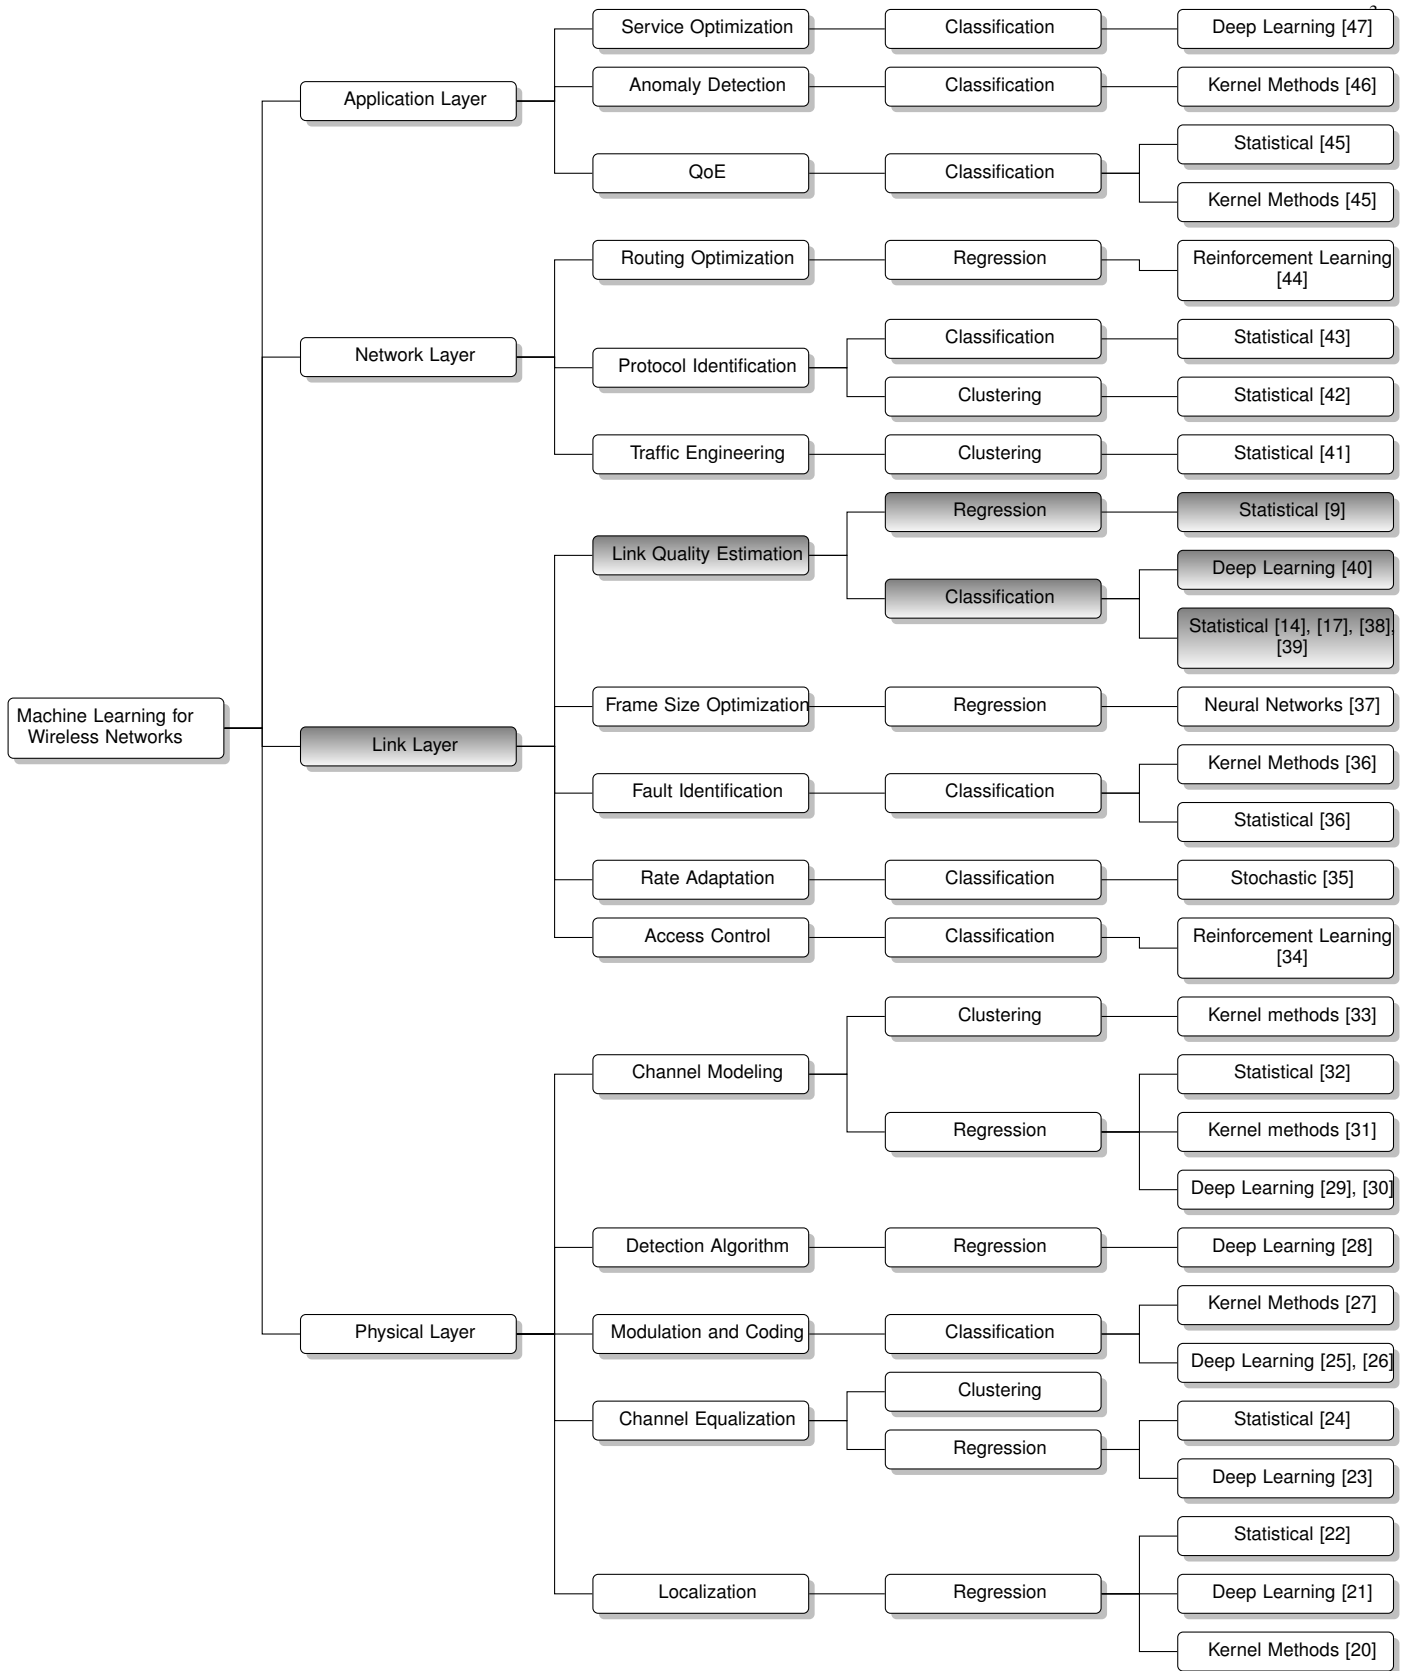 Service Optimization
Classification
Deep Learning [47]
Application Layer
Anomaly Detection
Classification
Kernel Methods [46]
QoE
Classification
Statistical [45]
Kernel Methods [45]
Network Layer
Routing Optimization
Regression
Reinforcement Learning
[44]
Protocol Identification
Classification
Statistical [43]
Clustering
Statistical [42]
Traffic Engineering
Clustering
Statistical [41]
Link Quality Estimation
Regression
Statistical [9]
Classification
Deep Learning [40]
Statistical [14], [17], [38],
[39]
Machine Learning for
Wireless Networks
Link Layer
Frame Size Optimization
Regression
Neural Networks [37]
Fault Identification
Classification
Kernel Methods [36]
Statistical [36]
Rate Adaptation
Classification
Stochastic [35]
Access Control
Classification
Reinforcement Learning
[34]
Channel Modeling
Clustering
Kernel methods [33]
Regression
Statistical [32]
Kernel methods [31]
Deep Learning [29], [30]
Detection Algorithm
Regression
Deep Learning [28]
Physical Layer
Modulation and Coding
Classification
Kernel Methods [27]
Deep Learning [25], [26]
Channel Equalization
Clustering
Regression
Statistical [24]
Deep Learning [23]
Localization
Regression
Statistical [22]
Deep Learning [21]
Kernel Methods [20]